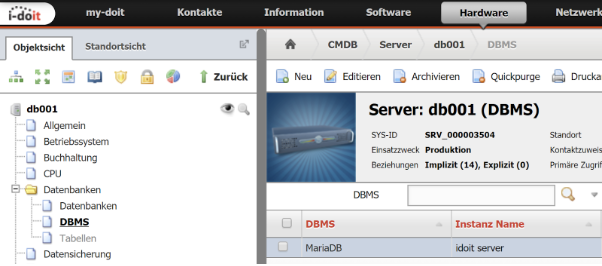 i-doit
my-doit Kontakte Information Software Hardware Netzwerk
Objektsicht Standortsicht
CMDB Server db001 DBMS
Zurück
Neu Editieren Archivieren Quickpurge
db001
Allgemein
Betriebssystem
Buchhaltung
CPU
Datenbanken
Datenbanken
DBMS
Tabellen
Datensicherung
Server: db001 (DBMS)
SYS-ID SRV_000003504 Standort
Einsatzzweck Produktion Kontaktzuweis
Beziehungen Implizit (14), Explizit (0) Primäre Zugrif
DBMS
DBMS Instanz Name
MariaDB idoit server